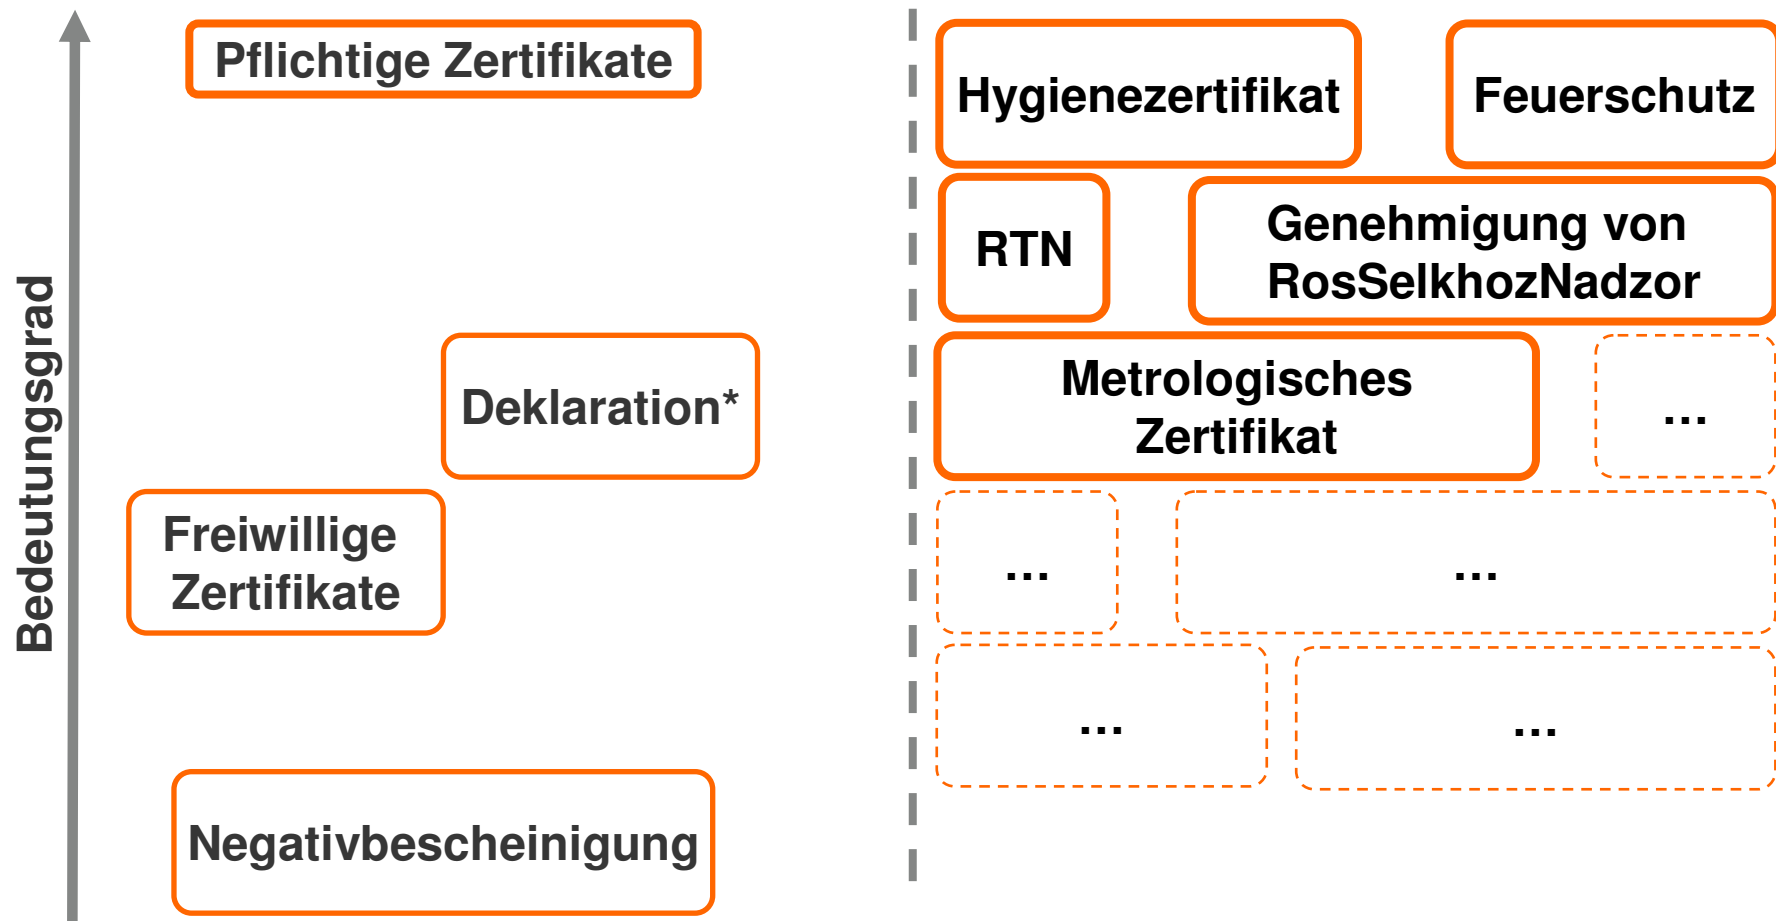 Bedeutungsgrad
Pflichtige Zertifikate
Deklaration*
Freiwillige
Zertifikate
Negativbescheinigung
Hygienezertifikat
Feuerschutz
RTN
Genehmigung von
RosSelkhozNadzor
Metrologisches
Zertifikat
...
...
...
...
...